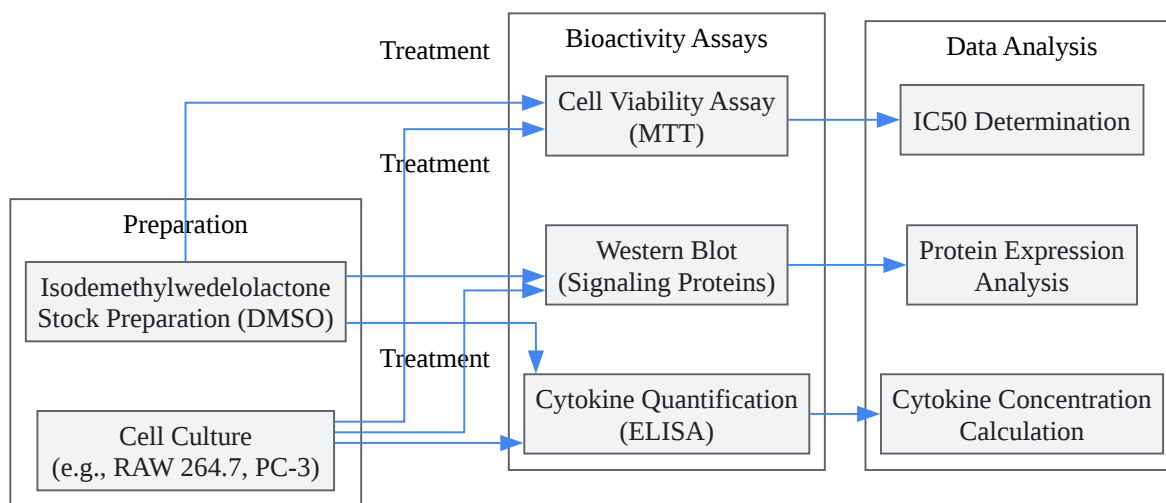 Preparation
Isodemethylwedelolactone
Stock Preparation (DMSO)
Cell Culture
(e.g., RAW 264.7, PC-3)
Treatment
Treatment
Treatment
Bioactivity Assays
Cell Viability Assay
(MTT)
Western Blot
(Signaling Proteins)
Cytokine Quantification
(ELISA)
Data Analysis
IC50 Determination
Protein Expression
Analysis
Cytokine Concentration
Calculation